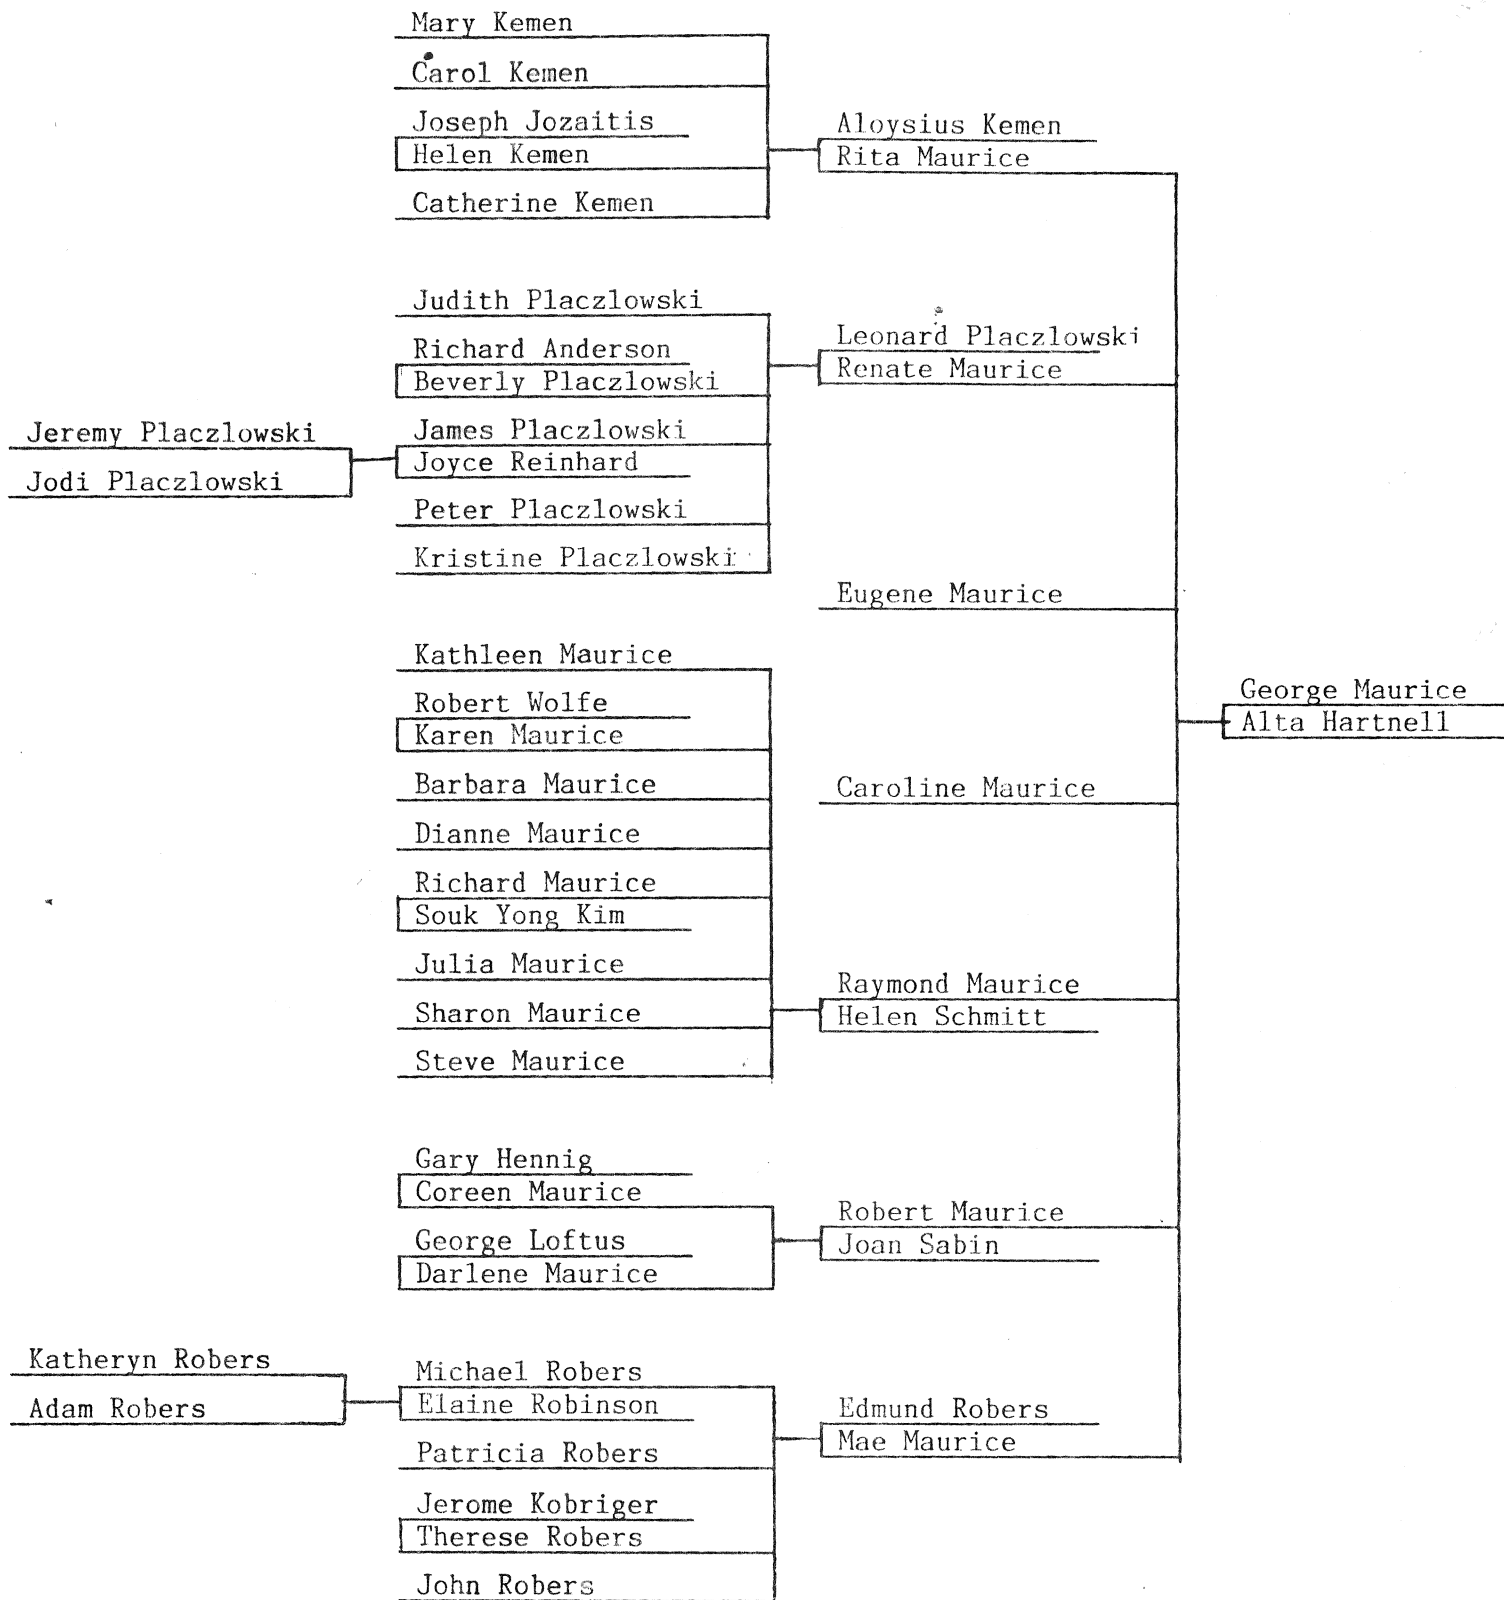 Mary Kemen
Carol Kemen
Joseph Jozaitis
Helen Kemen
Catherine Kemen
Aloysius Kemen
Rita Maurice
Judith Placzlowski
Richard Anderson
Beverly Placzlowski
James Placzlowski
Joyce Reinhard
Peter Placzlowski
Kristine Placzlowski
Jeremy Placzlowski
Jodi Placzlowski
Leonard Placzlowski
Renate Maurice
Eugene Maurice
Kathleen Maurice
Robert Wolfe
Karen Maurice
Barbara Maurice
Dianne Maurice
Richard Maurice
Souk Yong Kim
Julia Maurice
Sharon Maurice
Steve Maurice
Caroline Maurice
Raymond Maurice
Helen Schmitt
George Maurice
Alta Hartnell
Gary Hennig
Coreen Maurice
George Loftus
Darlene Maurice
Robert Maurice
Joan Sabin
Katheryn Robers
Adam Robers
Michael Robers
Elaine Robinson
Patricia Robers
Jerome Kobriger
Therese Robers
John Robers
Edmund Robers
Mae Maurice